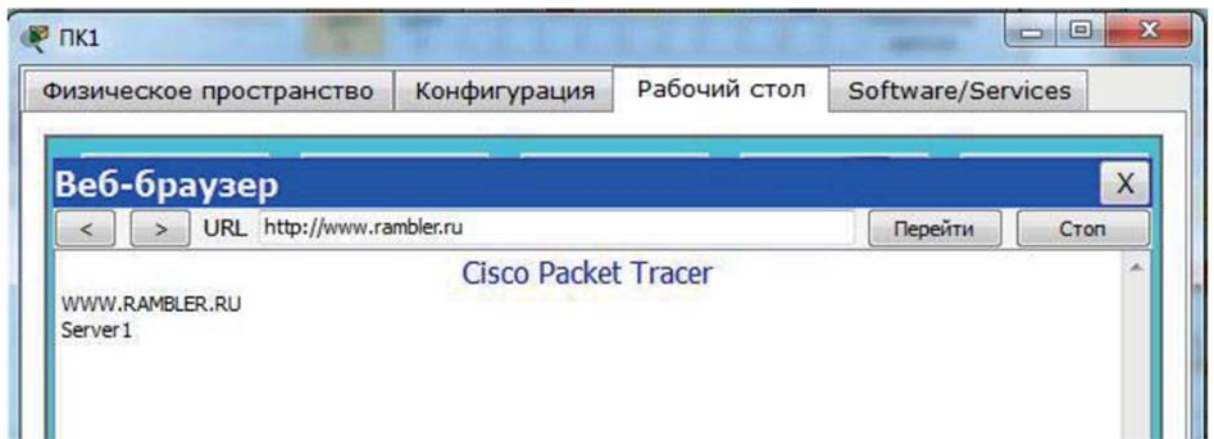 ПК1
X
Физическое пространство Конфигурация Рабочий стол Software/Services
Веб-браузер X
< > URL http://www.rambler.ru Перейти Стоп
Cisco Packet Tracer
WWW.RAMBLER.RU
Server1